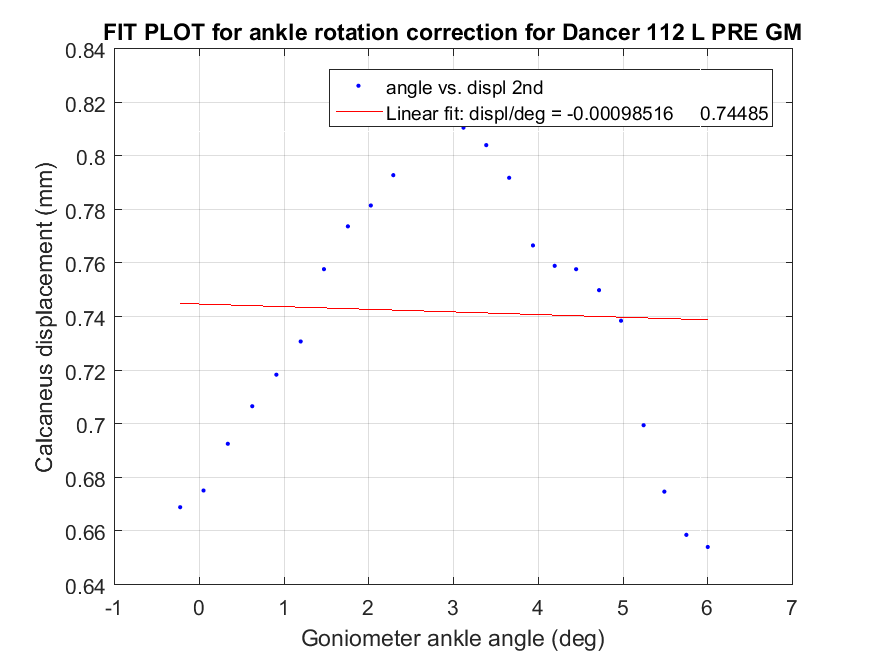 FIT PLOT for ankle rotation correction for Dancer 112 L PRE GM
0.84
0.82
0.8
0.78
0.76
0.74
0.72
0.7
0.68
0.66
0.64
angle vs. displ 2nd
Linear fit: displ/deg = -0.00098516 0.74485
Calcaneus displacement (mm)
-1 0 1 2 3 4 5 6 7
Goniometer ankle angle (deg)